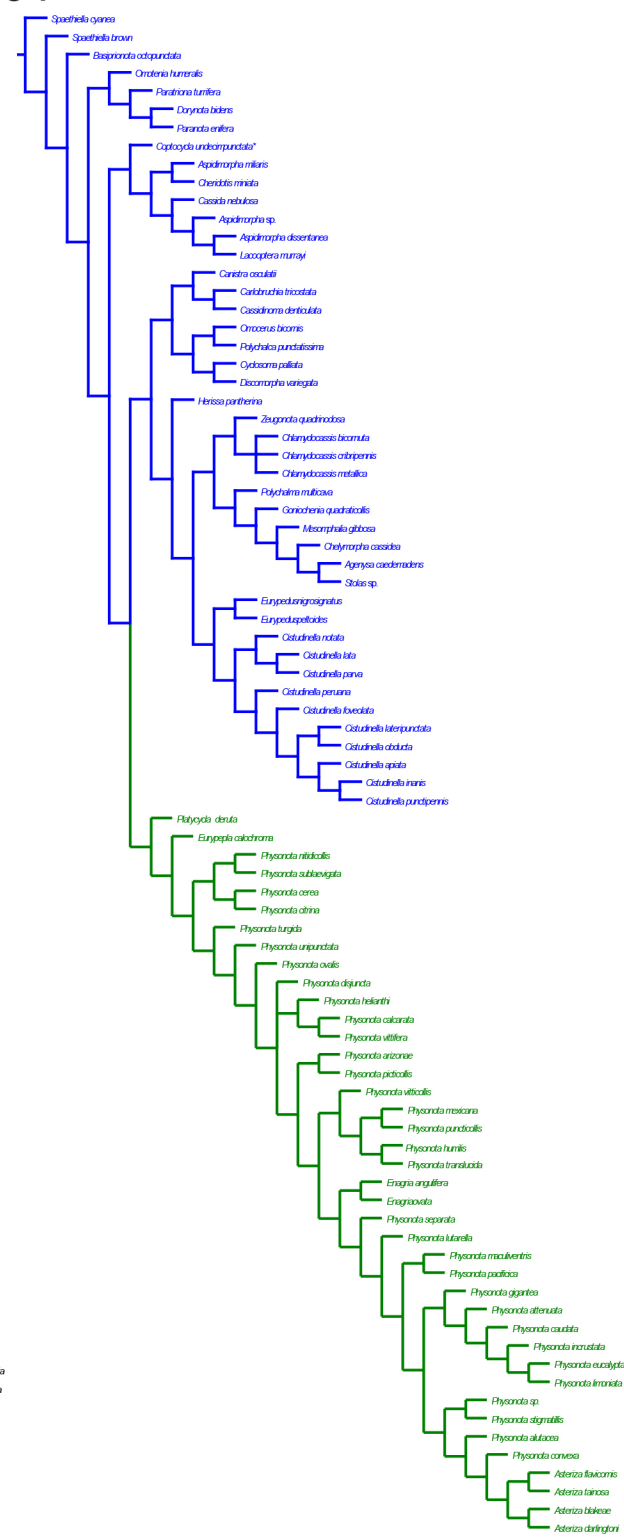 Spaethiella cyanea
Spaethiella brown
Basiprionota octopunctata
Omoteina humeralis
Paratriona turrifera
Dorynota bidens
Paranota enifera
Coptocycla undecimpunctata*
Aspidimorpha miliaris
Cheridotis miniata
Cassida nebulosa
Aspidimorpha sp.
Aspidimorpha dissentanea
Laccoptera murrayi
Canistra osculatii
Carlobruchia tricostata
Cassidinoma denticulata
Omocerus bicornis
Polychalca punctatissima
Cyclosoma palliata
Discomorpha variegata
Herissa pantherina
Zeugonota quadrinodosa
Chlamydocassis bicornuta
Chlamydocassis cribripennis
Chlamydocassis metallica
Polychalma multicava
Goniochenia quadraticollis
Mesomphalia gibbosa
Chelymorpha cassidea
Agenysa caedemadens
Stolas sp.
Eurypedusnigrosignatus
Eurypeduspeltoides
Cistudinella notata
Cistudinella lata
Cistudinella parva
Cistudinella peruana
Cistudinella foveolata
Cistudinella lateripunctata
Cistudinella obducta
Cistudinella apiata
Cistudinella inanis
Cistudinella punctipennis
Platycycla deruta
Eurypepla calochroma
Physonota nitidicollis
Physonota sublaevigata
Physonota cerea
Physonota citrina
Physonota turgida
Physonota unipunctata
Physonota ovalis
Physonota disjuncta
Physonota helianthi
Physonota calcarata
Physonota vittifera
Physonota arizonae
Physonota picticollis
Physonota vitticollis
Physonota mexicana
Physonota puncticollis
Physonota humilis
Physonota translucida
Enagria angulifera
Enagriaovata
Physonota separata
Physonota lutarella
Physonota maculiventris
Physonota pacificica
Physonota gigantea
Physonota attenuata
Physonota caudata
Physonota incrustata
Physonota eucalypta
Physonota limoniata
Physonota sp.
Physonota stigmatilis
Physonota alutacea
Physonota convexa
Asteriza flavicornis
Asteriza tainosa
Asteriza blakeae
Asteriza darlingtoni